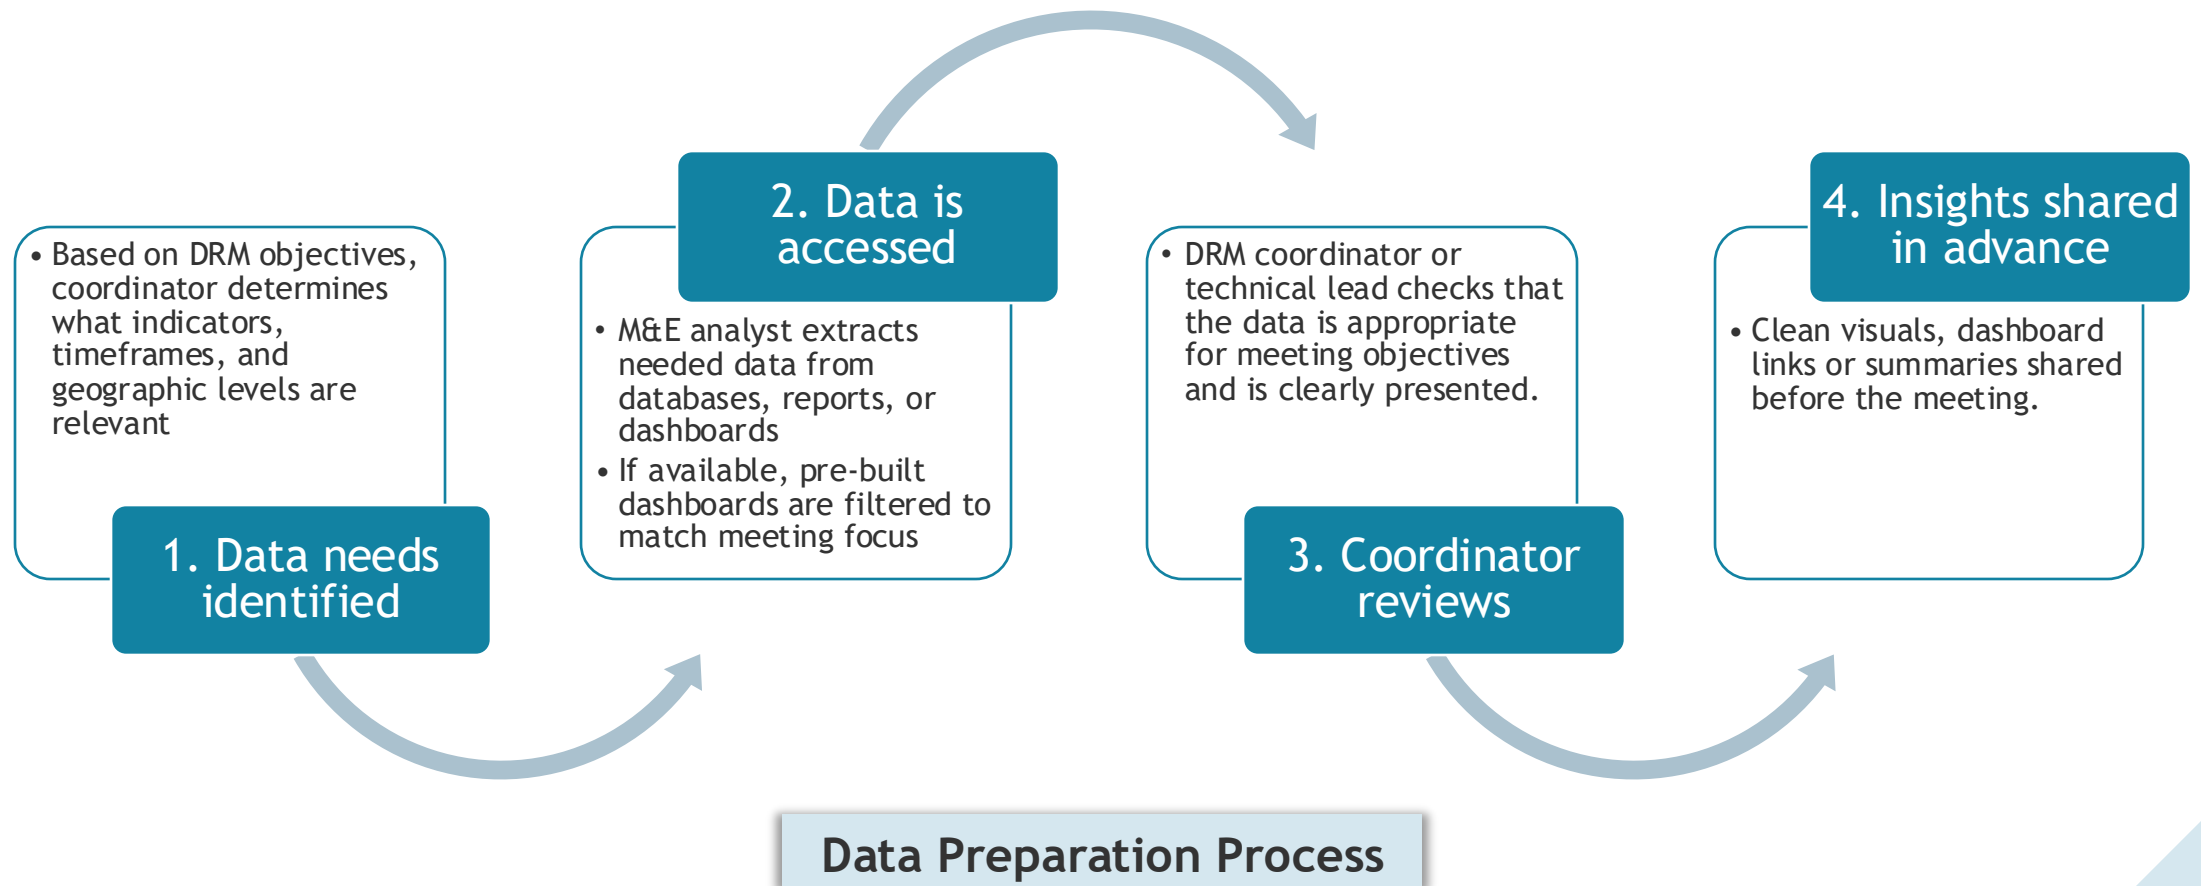 • Based on DRM objectives,
coordinator determines
what indicators,
timeframes, and
geographic levels are
relevant
1. Data needs
identified
2. Data is
accessed
• M&E analyst extracts
needed data from
databases, reports, or
dashboards
• If available, pre-built
dashboards are filtered to
match meeting focus
• DRM coordinator or
technical lead checks that
the data is appropriate
for meeting objectives
and is clearly presented.
3. Coordinator
reviews
4. Insights shared
in advance
• Clean visuals, dashboard
links or summaries shared
before the meeting.
Data Preparation Process